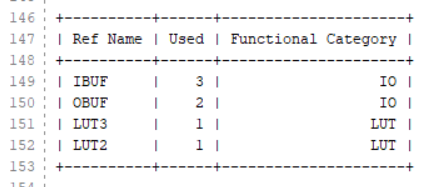 146 +----------+------+---------------------+
147 | Ref Name | Used | Functional Category |
148 +----------+------+---------------------+
149 | IBUF     |    3 |                  IO |
150 | OBUF     |    2 |                  IO |
151 | LUT3     |    1 |                 LUT |
152 | LUT2     |    1 |                 LUT |
153 +----------+------+---------------------+